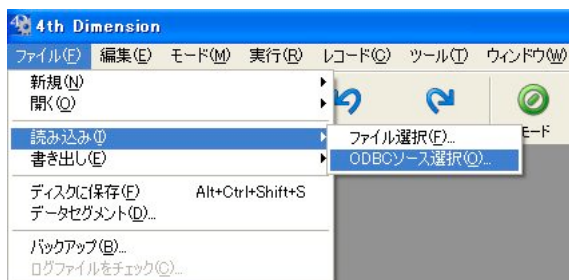 4th Dimension
ファイル(F) 編集(E) モード(M) 実行(R) レコード(C) ツール(T) ウィンドウ(W)
新規(N)
開く(O)
読み込み(I)
書き出し(E)
ファイル選択(F)...
ODBCソース選択(O)...
モード
ディスクに保存(F) Alt+Ctrl+Shift+S
データセグメント(D)...
バックアップ(B)...
ログファイルをチェック(C)...